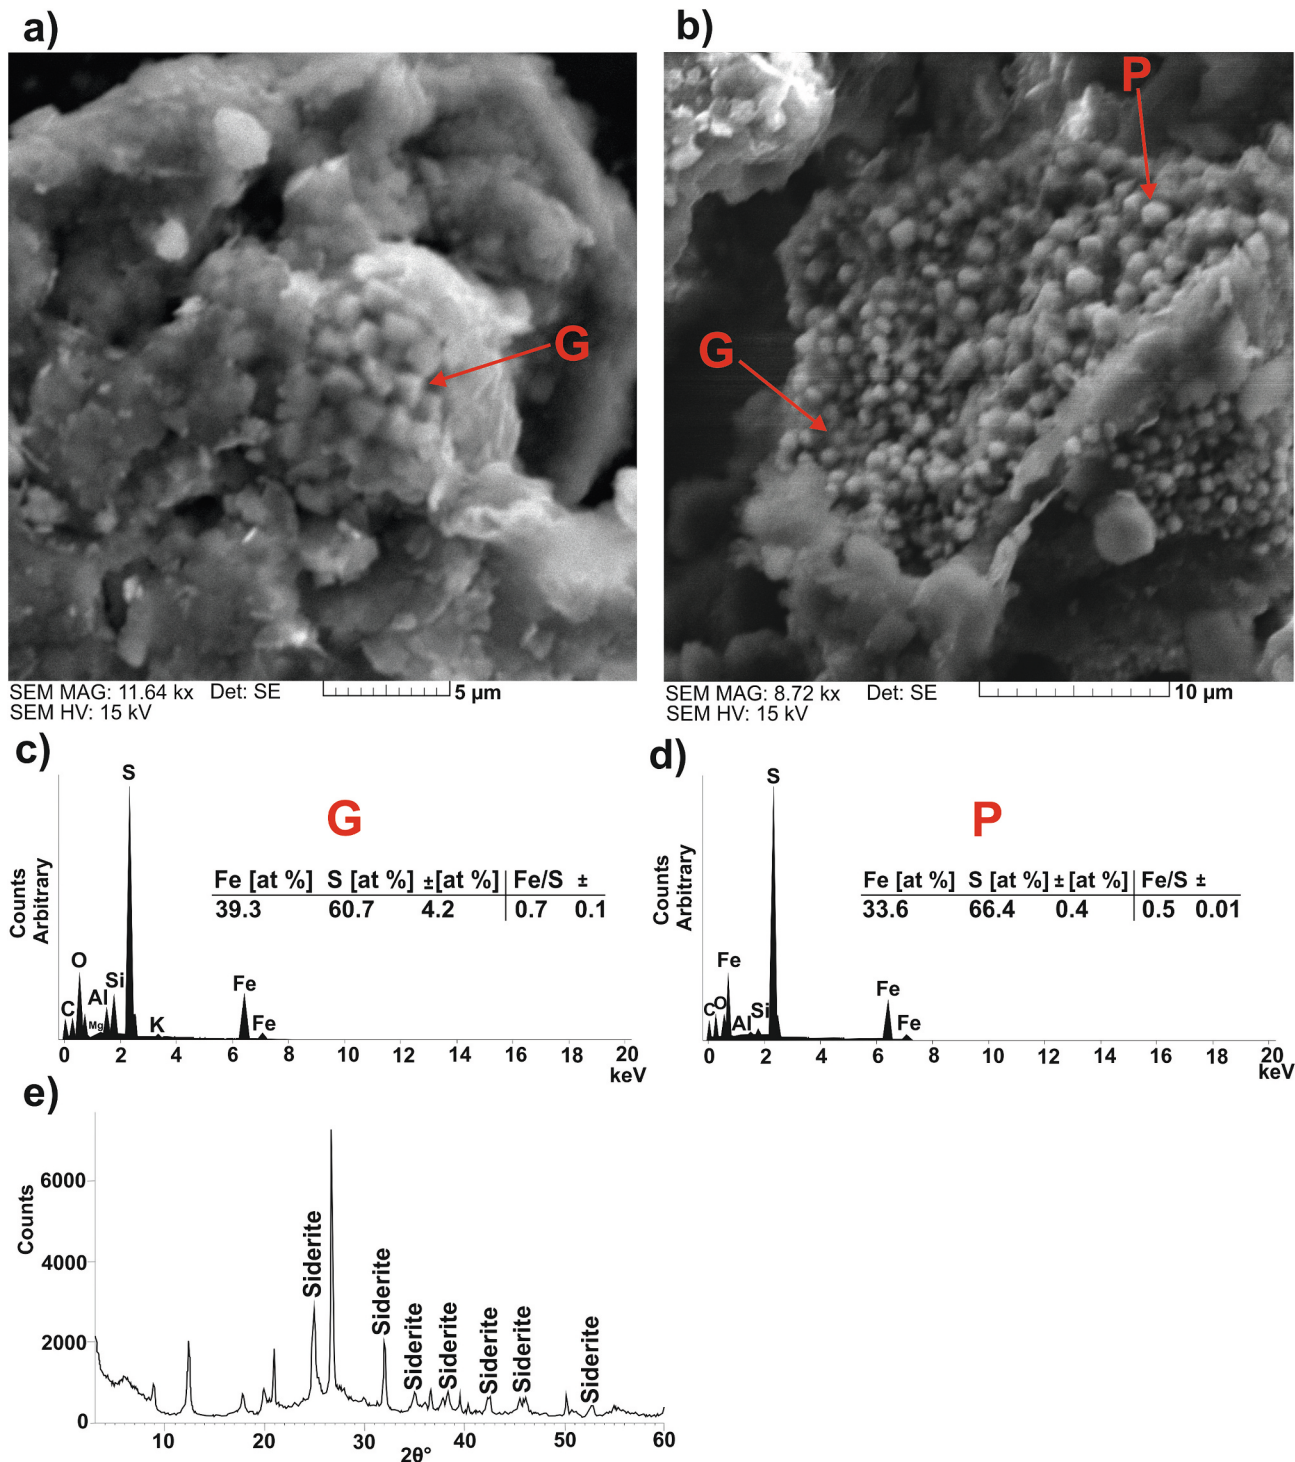 a)
b)
P
G
G
SEM MAG: 11.64 kx Det: SE
5 µm
SEM HV: 15 kV
SEM MAG: 8.72 kx Det: SE
10 µm
SEM HV: 15 kV
c)
G
Counts
Arbitrary
Fe [at %] S [at %] ±[at %] Fe/S ±
39.3 60.7 4.2 0.7 0.1
S
O
C
Al
Mg
Si
K
Fe
Fe
0 2 4 6 8 10 12 14 16 18 20
keV
d)
P
Counts
Arbitrary
Fe [at %] S [at %] ±[at %] Fe/S ±
33.6 66.4 0.4 0.5 0.01
S
Fe
C
O
Al
Si
Fe
Fe
0 2 4 6 8 10 12 14 16 18 20
keV
e)
Counts
6000
4000
2000
0
Siderite
Siderite
Siderite
Siderite
Siderite
Siderite
Siderite
10 20 30 40 50 60
2θ°